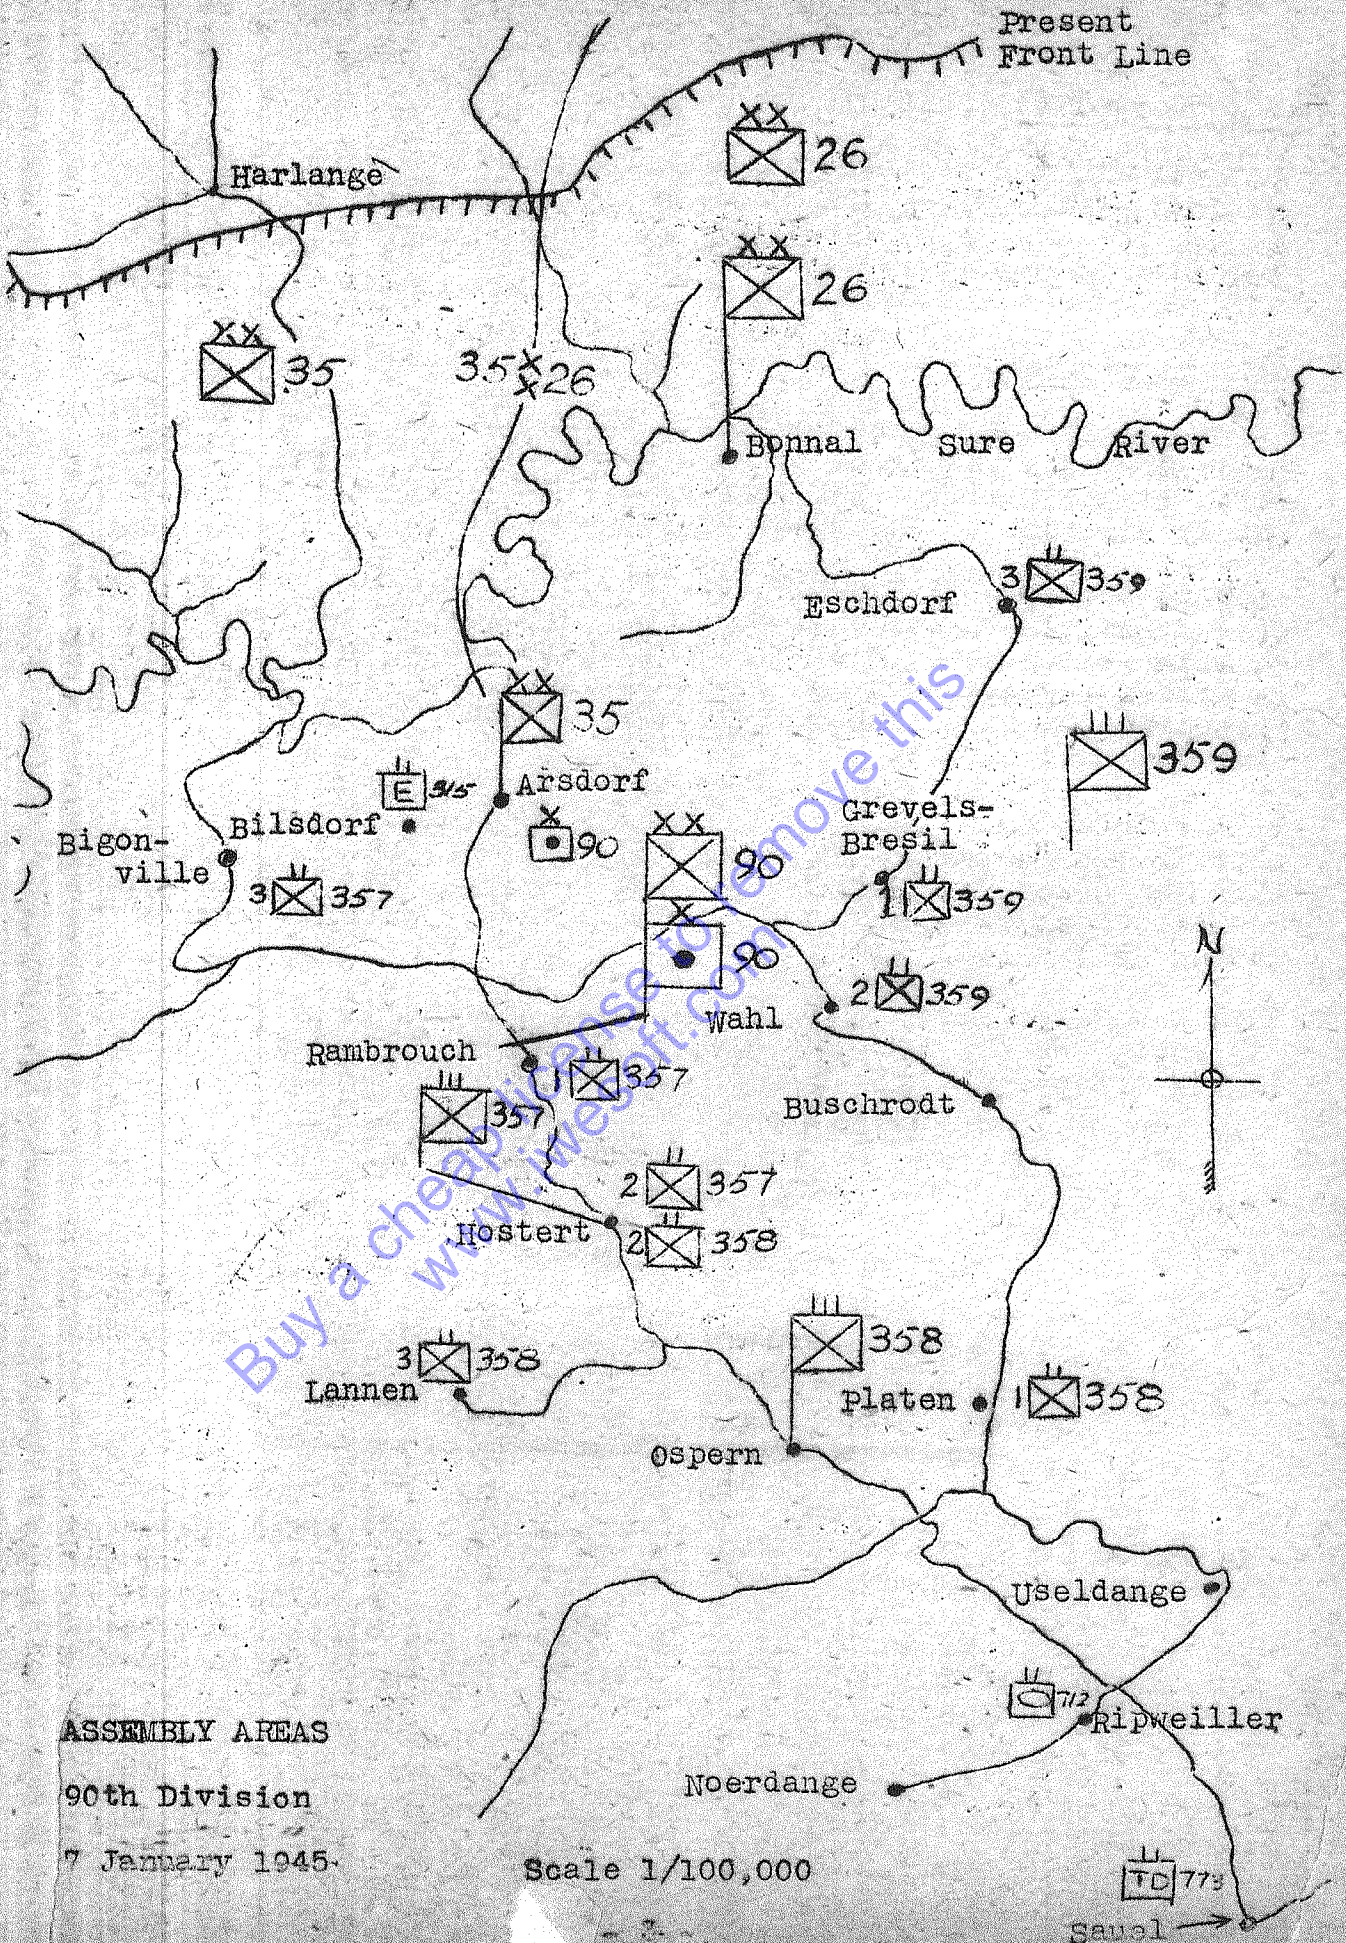 Present
Front Line
26
Harlange
26
35
35 26
Bonnal
Sure
River
3 359
Eschdorf
35
359
E 315
Arsdorf
Grevels-
Bresil
Bilsdorf
90
90
Bigon-
ville
3 357
1 359
90
2 359
N
Wahl
Rambrouch
1 357
357
Buschrodt
2 357
Hostert
2 358
358
3 358
Lannen
Platen
1 358
Ospern
Useldange
712
Ripweiller
ASSEMBLY AREAS
Noerdange
90th Division
7 January 1945
Scale 1/100,000
TD 773
Sauel
- 3 -
Buy a cheap license to remove this
www.jwesoft.com